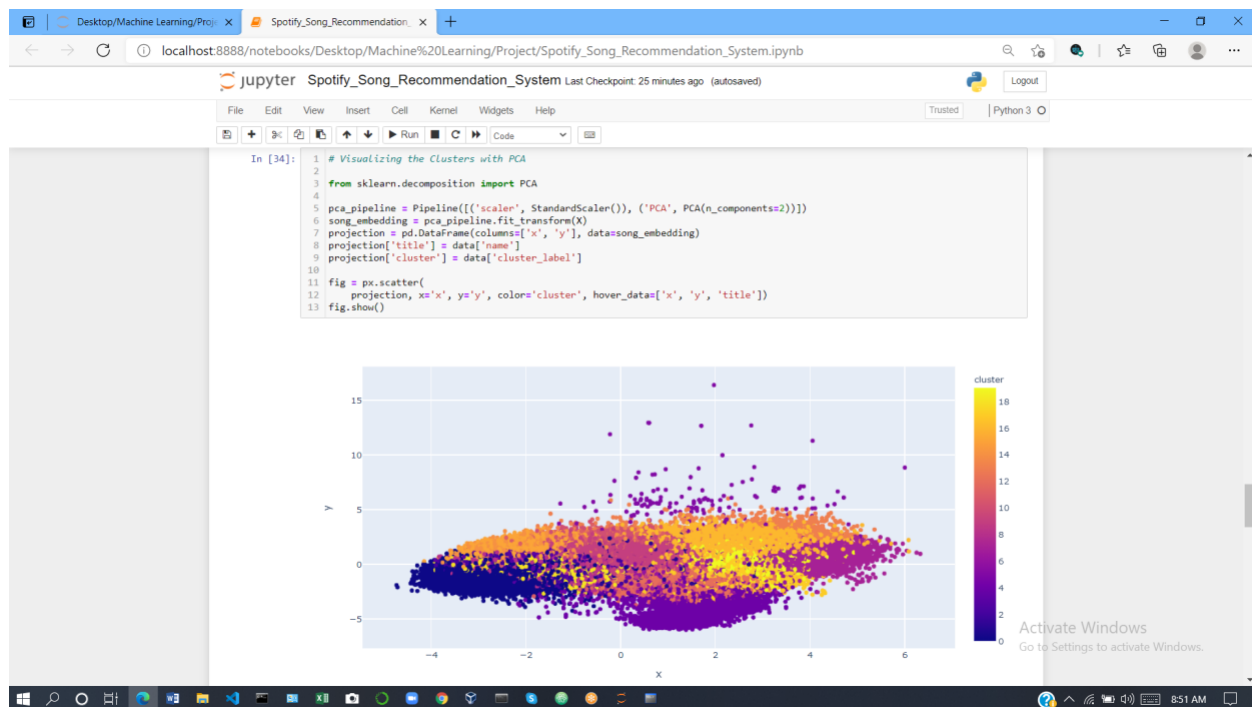 Desktop/Machine Learning/Proje
Spotify_Song_Recommendation_
localhost:8888/notebooks/Desktop/Machine%20Learning/Project/Spotify_Song_Recommendation_System.ipynb
jupyter Spotify_Song_Recommendation_System Last Checkpoint: 25 minutes ago (autosaved)
Logout
File Edit View Insert Cell Kernel Widgets Help
Trusted Python 3
Run Code
In [34]:
1 # Visualizing the Clusters with PCA
2
3 from sklearn.decomposition import PCA
4
5 pca_pipeline = Pipeline([('scaler', StandardScaler()), ('PCA', PCA(n_components=2))])
6 song_embedding = pca_pipeline.fit_transform(X)
7 projection = pd.DataFrame(columns=['x', 'y'], data=song_embedding)
8 projection['title'] = data['name']
9 projection['cluster'] = data['cluster_label']
10
11 fig = px.scatter(
12     projection, x='x', y='y', color='cluster', hover_data=['x', 'y', 'title'])
13 fig.show()
15
10
5
0
−5
y
−4 −2 0 2 4 6
x
cluster
18
16
14
12
10
8
6
4
2
0
Activate Windows
Go to Settings to activate Windows.
8:51 AM